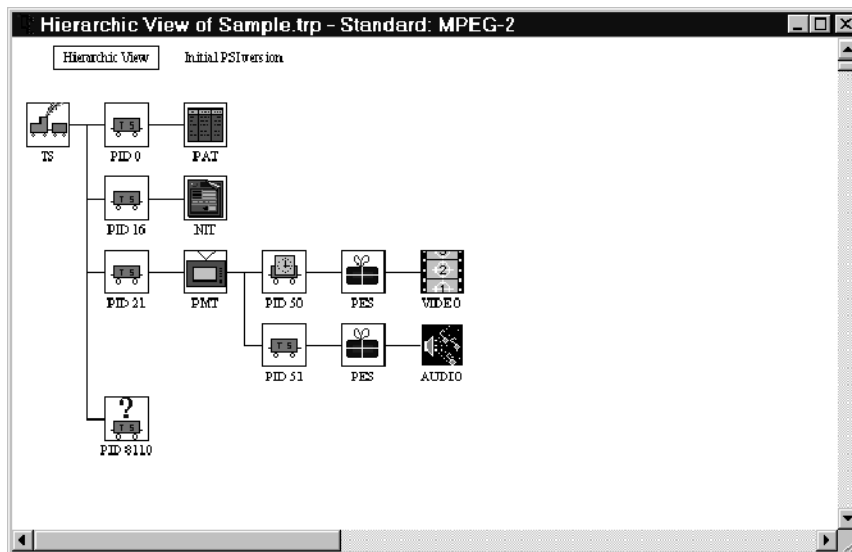 Hierarchic View of Sample.trp - Standard: MPEG-2
Hierarchic View
Initial PSI version
TS
PID 0
PAT
PID 16
NIT
PID 21
PMT
PID 50
PES
VIDEO
PID 51
PES
AUDIO
PID 8110